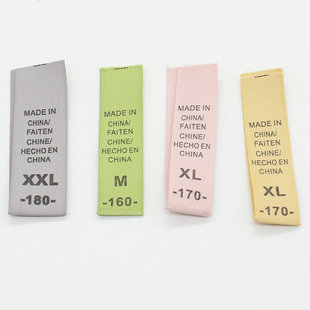 MADE IN
CHINA/
FAITEN
CHINE/
HECHO EN
CHINA
XXL
-180-
MADE IN
CHINA/
FAITEN
CHINE/
HECHO EN
CHINA
M
-160-
MADE IN
CHINA/
FAITEN
CHINE/
HECHO EN
CHINA
XL
-170-
MADE IN
CHINA/
FAITEN
CHINE/
HECHO EN
CHINA
XL
-170-